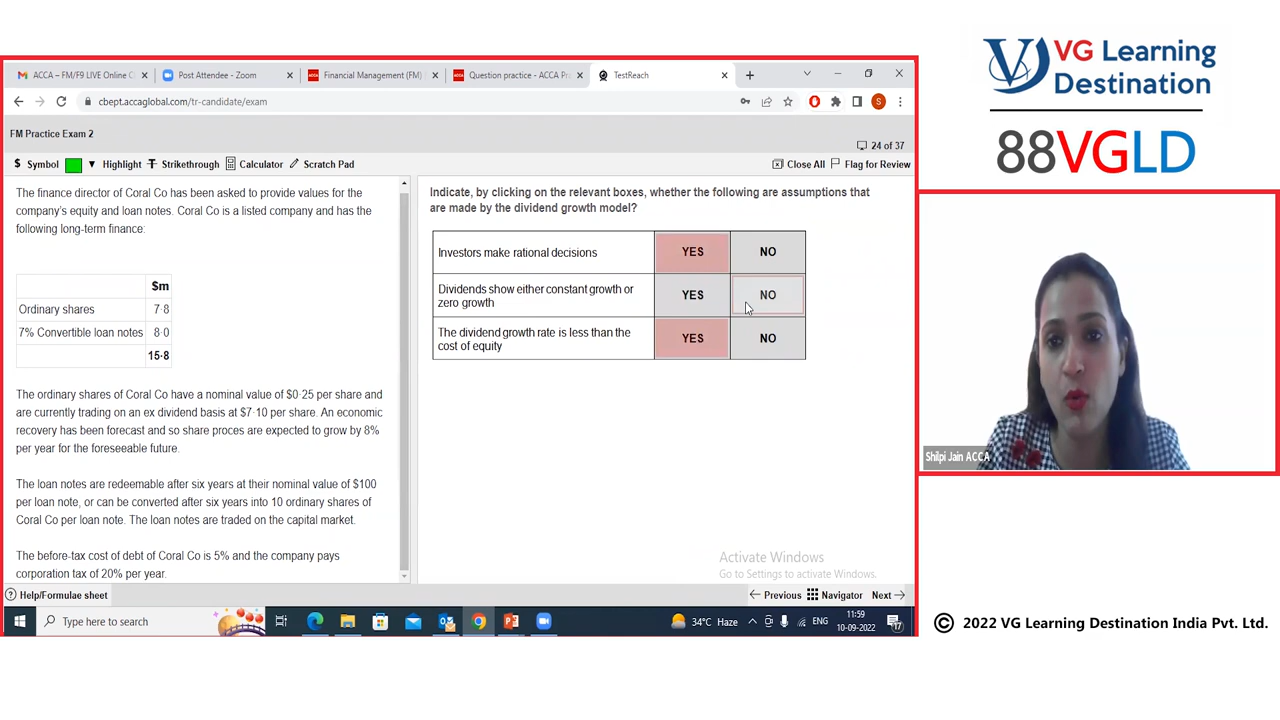 VG Learning
Destination
88VGLD
ACCA – FM/F9 LIVE Online C
Post Attendee - Zoom
Financial Management (FM)
Question practice - ACCA Pr
TestReach
cbept.accaglobal.com/tr-candidate/exam
S
FM Practice Exam 2
24 of 37
$ Symbol
Highlight
Strikethrough
Calculator
Scratch Pad
Close All
Flag for Review
The finance director of Coral Co has been asked to provide values for the
company's equity and loan notes. Coral Co is a listed company and has the
following long-term finance:
$m
Ordinary shares 7·8
7% Convertible loan notes 8·0
15·8
The ordinary shares of Coral Co have a nominal value of $0·25 per share and
are currently trading on an ex dividend basis at $7·10 per share. An economic
recovery has been forecast and so share proces are expected to grow by 8%
per year for the foreseeable future.
The loan notes are redeemable after six years at their nominal value of $100
per loan note, or can be converted after six years into 10 ordinary shares of
Coral Co per loan note. The loan notes are traded on the capital market.
The before-tax cost of debt of Coral Co is 5% and the company pays
corporation tax of 20% per year.
Indicate, by clicking on the relevant boxes, whether the following are assumptions that
are made by the dividend growth model?
Investors make rational decisions YES NO
Dividends show either constant growth or
zero growth YES NO
The dividend growth rate is less than the
cost of equity YES NO
Activate Windows
Go to Settings to activate Windows.
Help/Formulae sheet
Previous
Navigator
Next
Type here to search
34°C Haze
ENG
11:59
10-09-2022
17
Shilpi Jain ACCA
© 2022 VG Learning Destination India Pvt. Ltd.